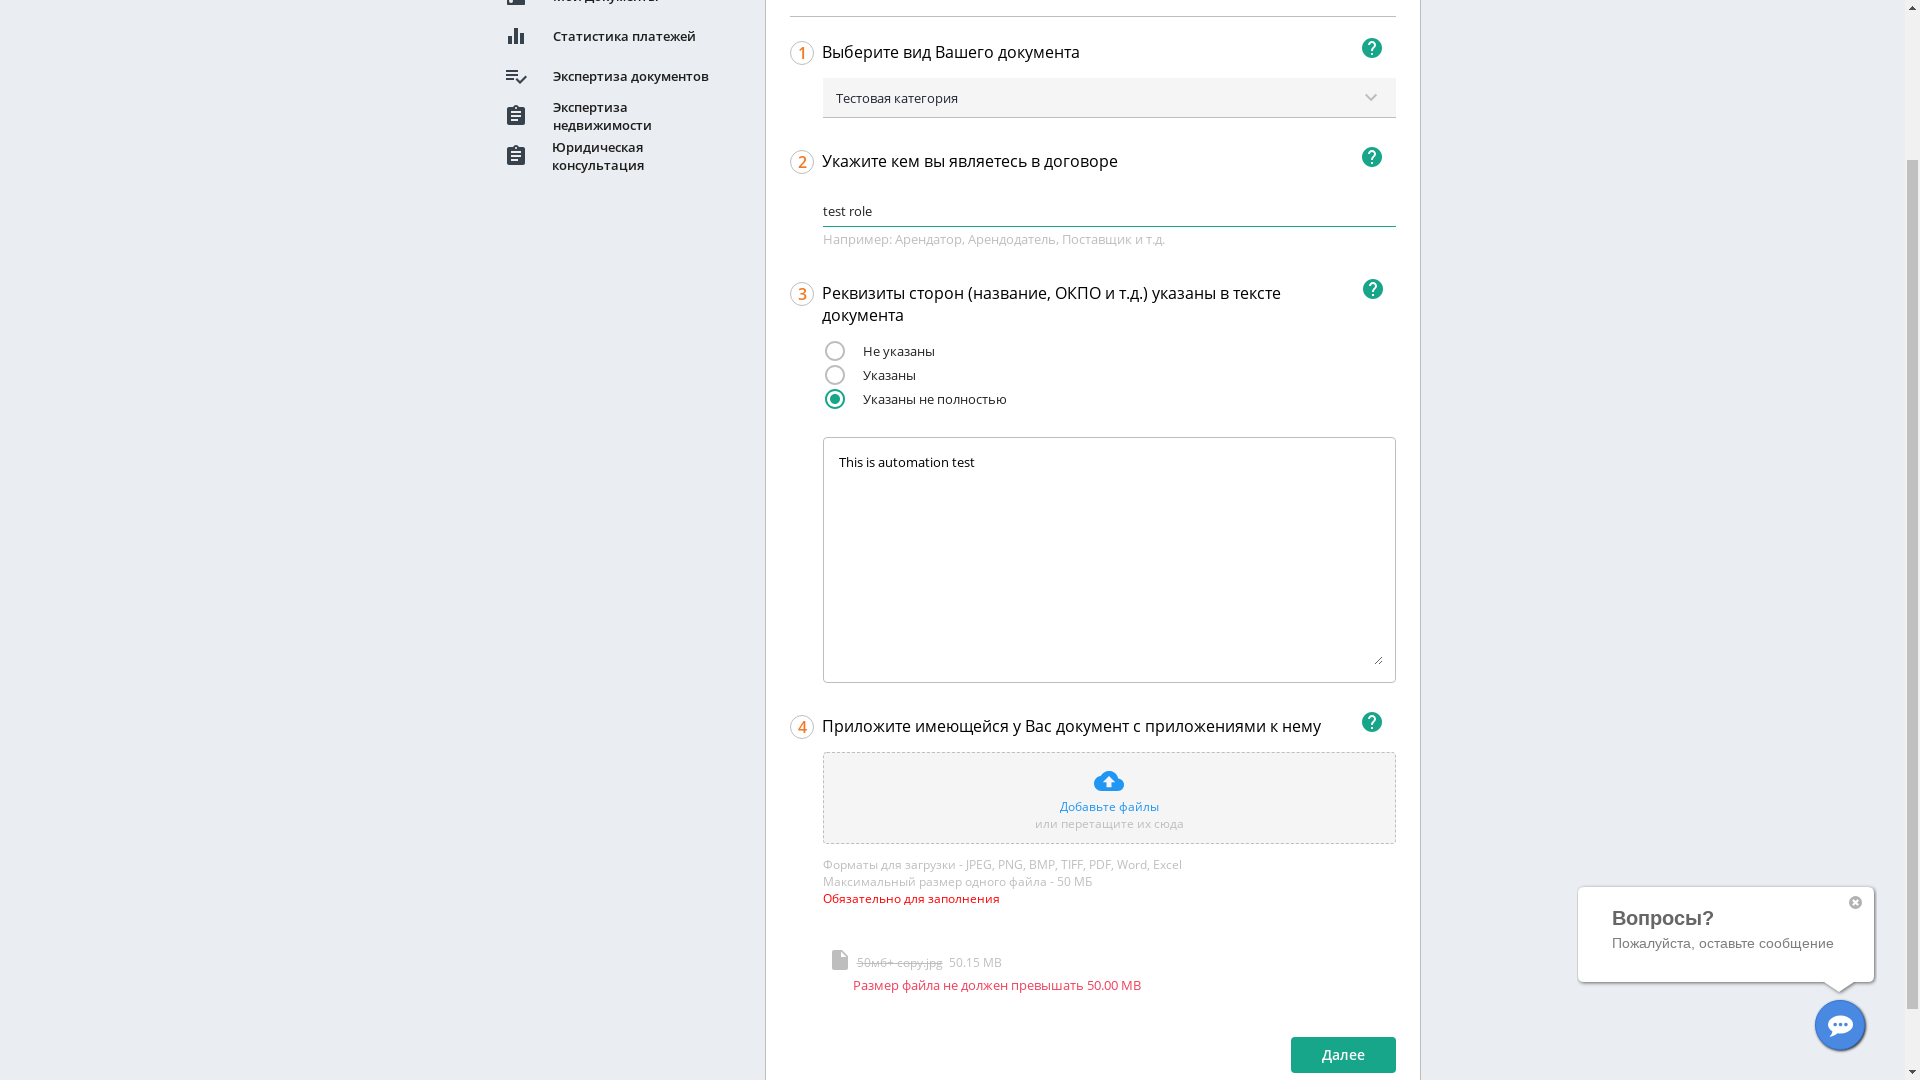 Статистика платежей
Экспертиза документов
Экспертиза
недвижимости
Юридическая
консультация
1 Выберите вид Вашего документа ?
Тестовая категория
2 Укажите кем вы являетесь в договоре ?
test role
Например: Арендатор, Арендодатель, Поставщик и т.д.
3 Реквизиты сторон (название, ОКПО и т.д.) указаны в тексте ?
документа
Не указаны
Указаны
Указаны не полностью
This is automation test
4 Приложите имеющейся у Вас документ с приложениями к нему ?
Добавьте файлы
или перетащите их сюда
Форматы для загрузки - JPEG, PNG, BMP, TIFF, PDF, Word, Excel
Максимальный размер одного файла - 50 МБ
Обязательно для заполнения
50мб+ copy.jpg 50.15 MB
Размер файла не должен превышать 50.00 MB
Далее
Вопросы?
Пожалуйста, оставьте сообщение